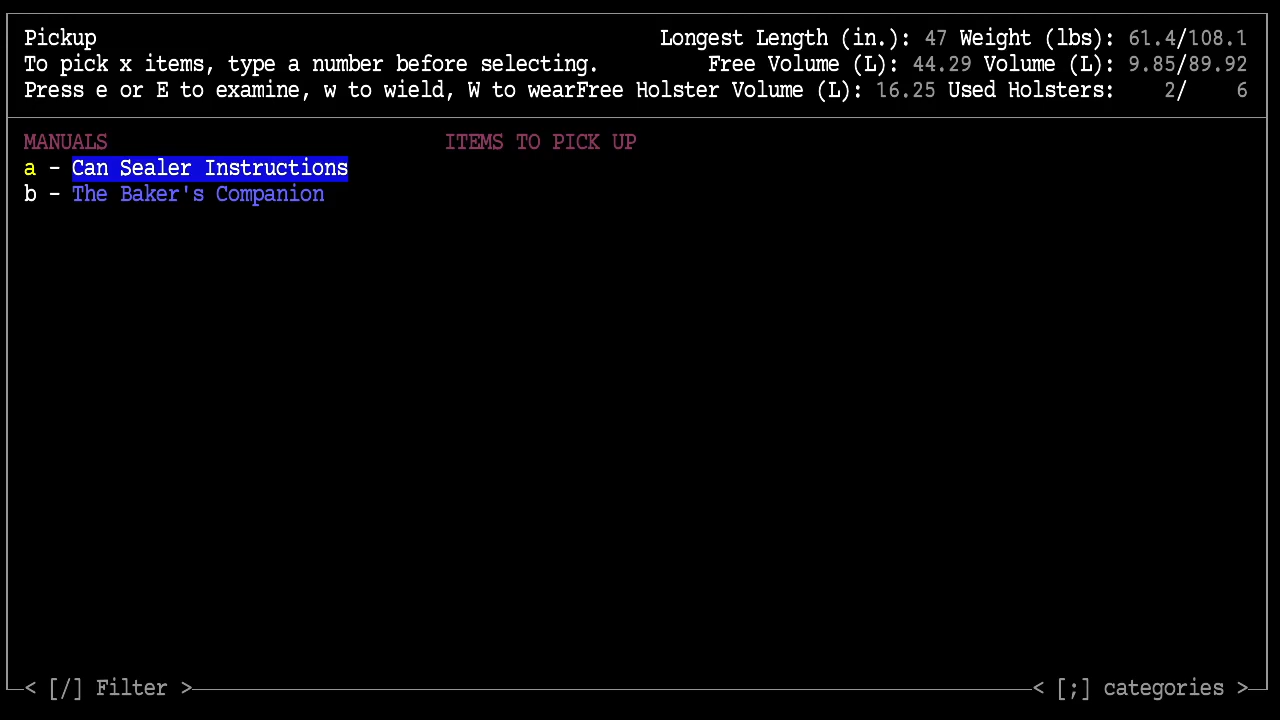 Pickup Longest Length (in.): 47 Weight (lbs): 61.4/108.1
To pick x items, type a number before selecting. Free Volume (L): 44.29 Volume (L): 9.85/89.92
Press e or E to examine, w to wield, W to wearFree Holster Volume (L): 16.25 Used Holsters: 2/ 6
MANUALS ITEMS TO PICK UP
a - Can Sealer Instructions
b - The Baker's Companion
< [/] Filter > < [;] categories >